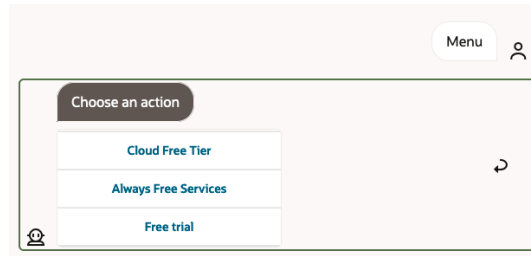 Menu
Choose an action
Cloud Free Tier
Always Free Services
Free trial